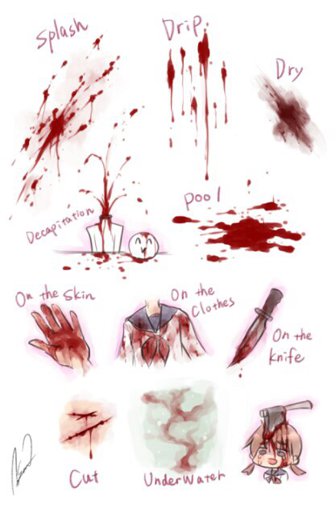 Splash
Drip
Dry
Decapitation
pool
On the Skin
On the
Clothes
On the
Knife
Cut
Underwater